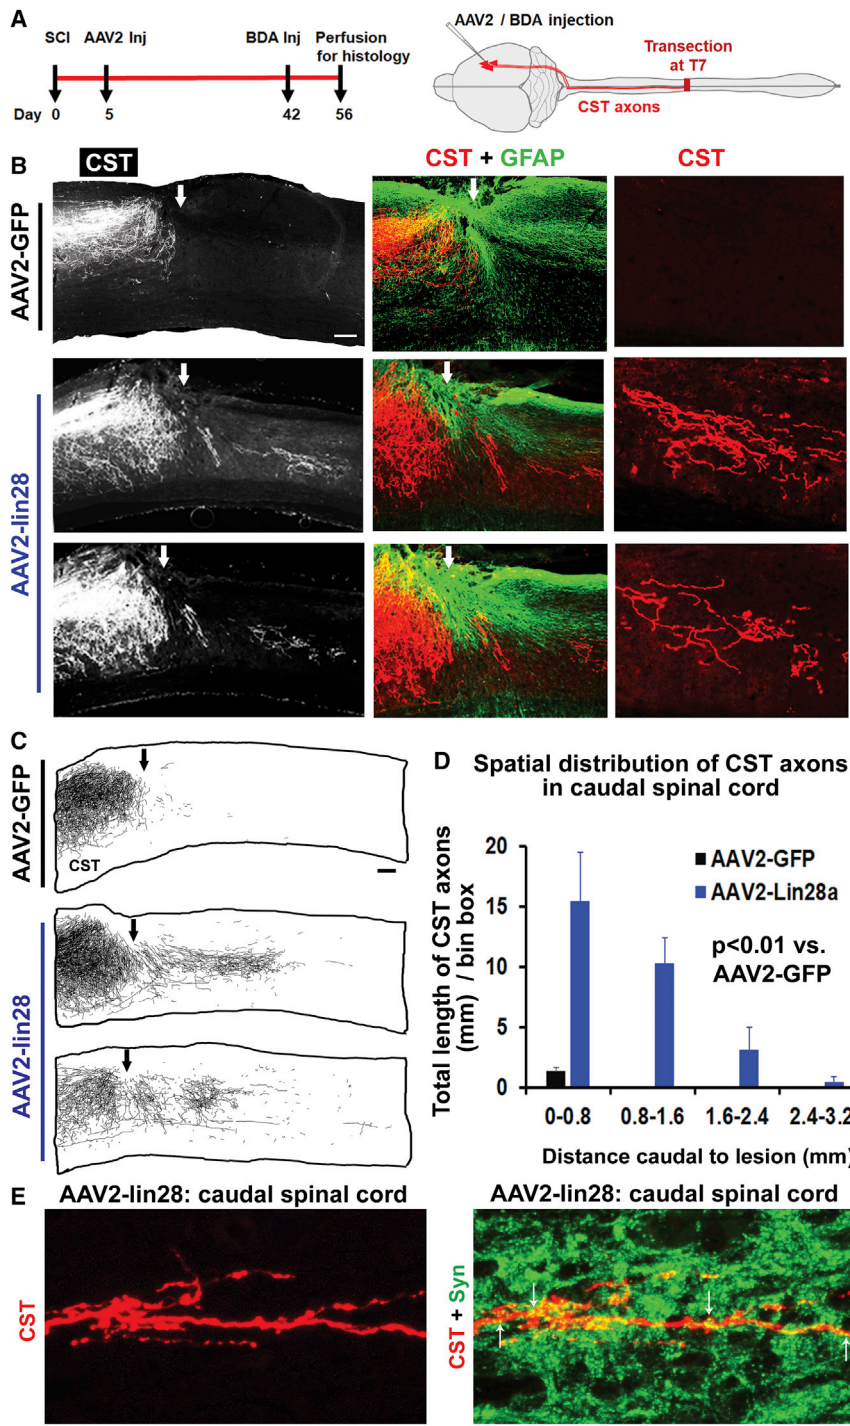 A
SCI AAV2 Inj BDA Inj Perfusion
for histology
Day 0 5 42 56
AAV2 / BDA injection
Transection
at T7
CST axons
B
CST
CST + GFAP
CST
AAV2-GFP
AAV2-lin28
C
AAV2-GFP
CST
AAV2-lin28
D
Spatial distribution of CST axons
in caudal spinal cord
Total length of CST axons
(mm) / bin box
20
15
10
5
0
AAV2-GFP
AAV2-Lin28a
p<0.01 vs.
AAV2-GFP
0-0.8 0.8-1.6 1.6-2.4 2.4-3.2
Distance caudal to lesion (mm)
E
AAV2-lin28: caudal spinal cord
CST
AAV2-lin28: caudal spinal cord
CST + Syn